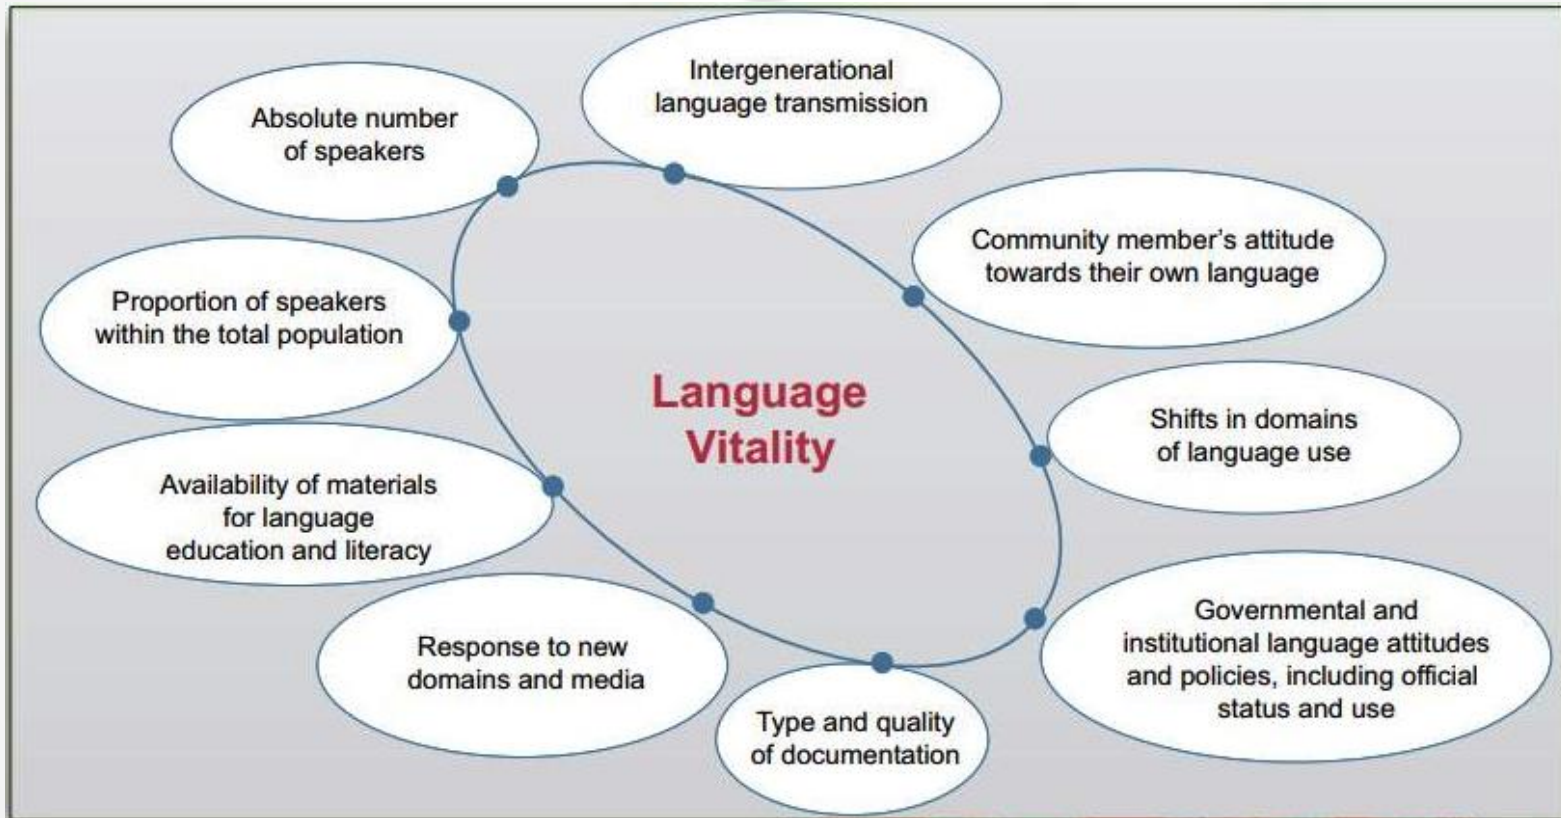 Intergenerational
language transmission
Absolute number
of speakers
Community member's attitude
towards their own language
Proportion of speakers
within the total population
Language
Vitality
Shifts in domains
of language use
Availability of materials
for language
education and literacy
Governmental and
institutional language attitudes
and policies, including official
status and use
Response to new
domains and media
Type and quality
of documentation